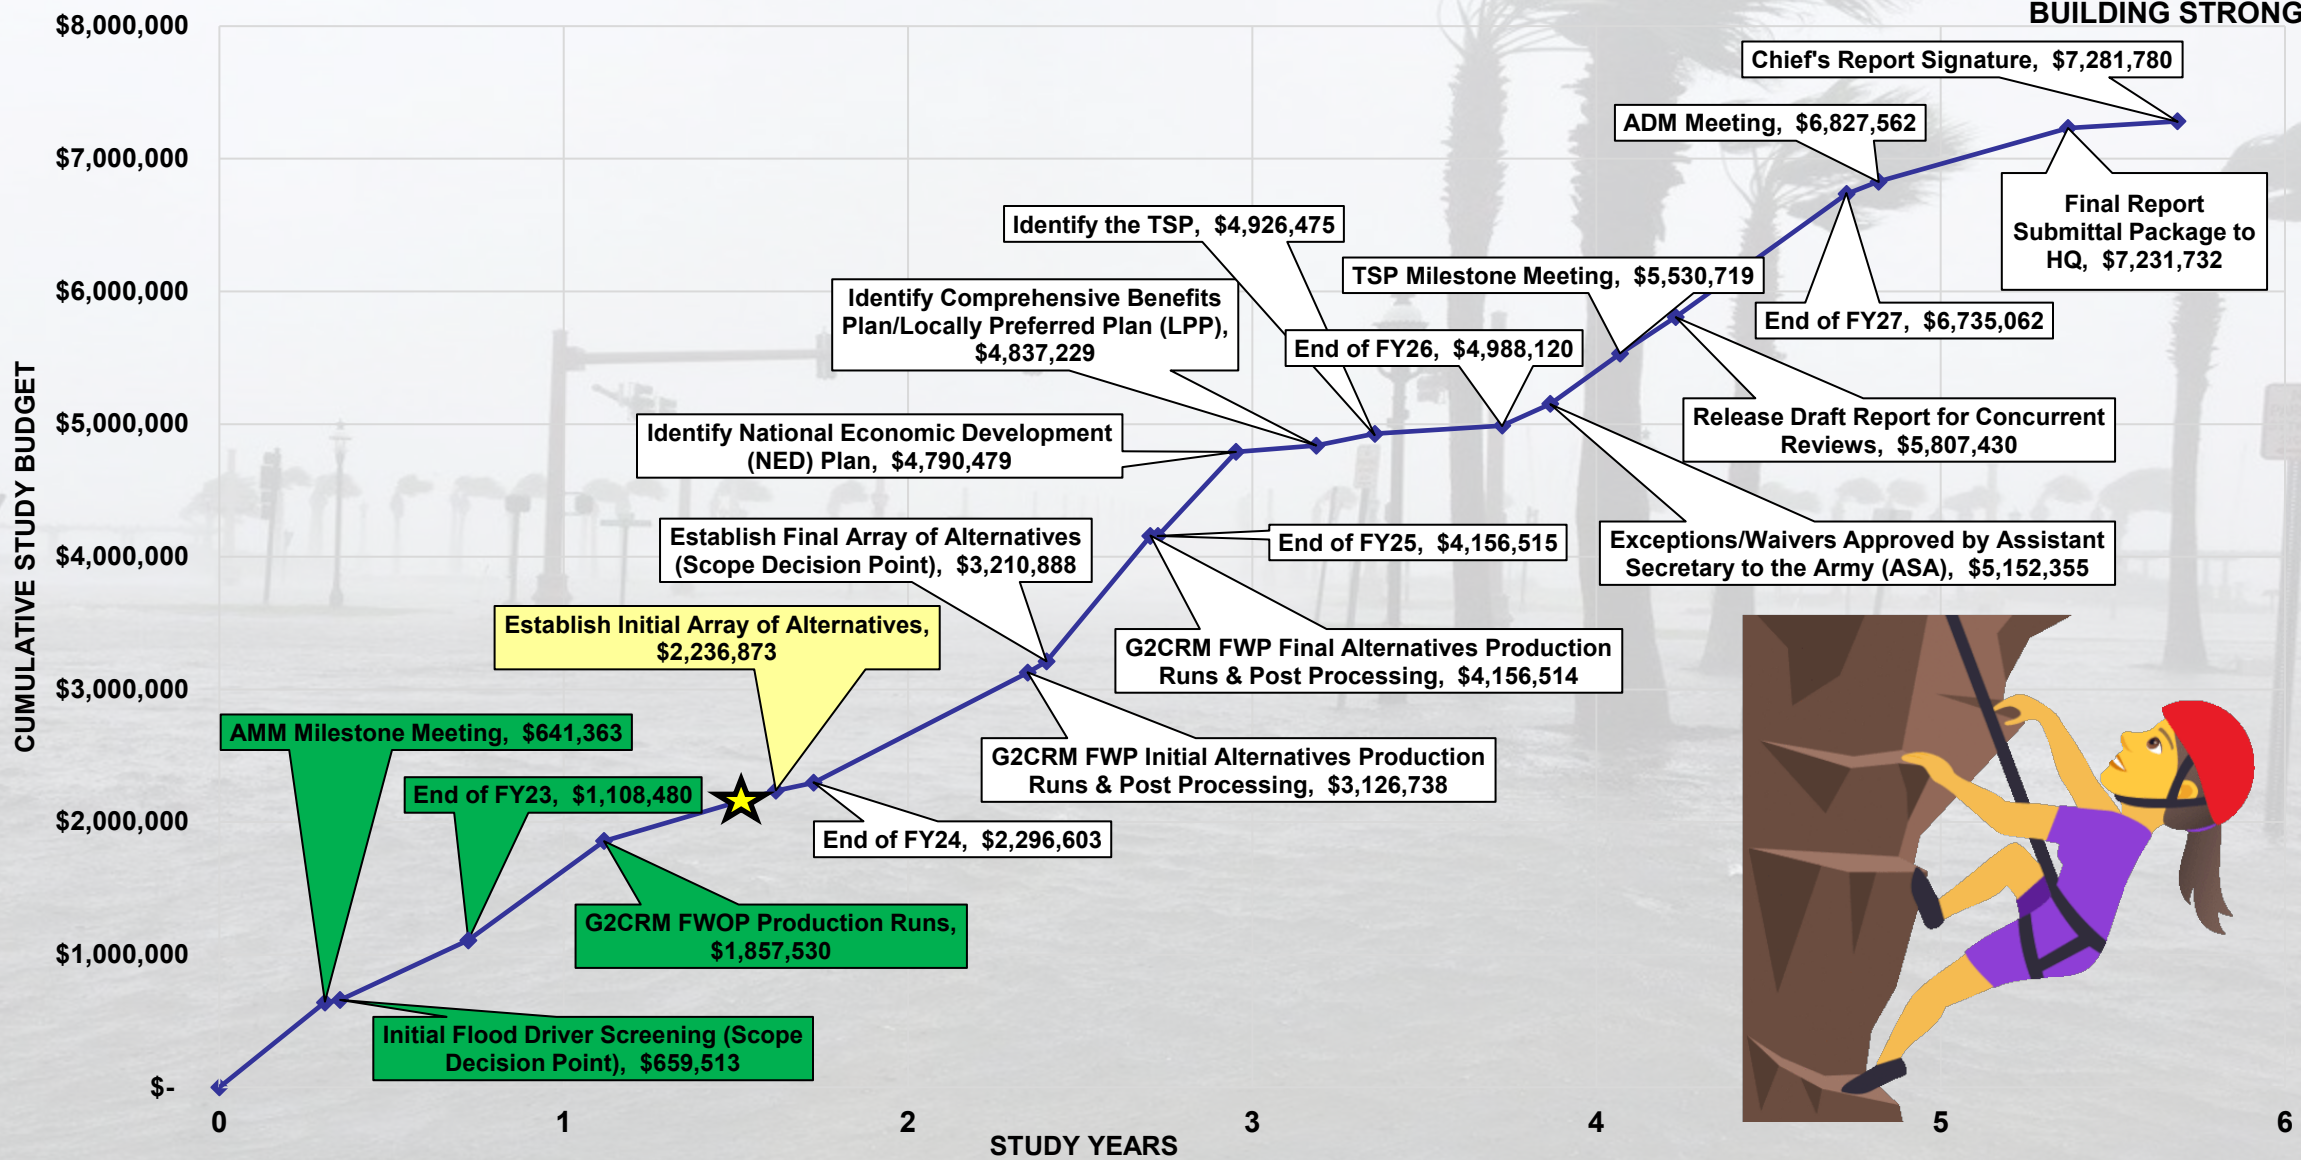 BUILDING STRONG
$8,000,000
$7,000,000
$6,000,000
$5,000,000
$4,000,000
$3,000,000
$2,000,000
$1,000,000
$-
CUMULATIVE STUDY BUDGET
Chief's Report Signature, $7,281,780
ADM Meeting, $6,827,562
Final Report
Submittal Package to
HQ, $7,231,732
Identify the TSP, $4,926,475
TSP Milestone Meeting, $5,530,719
Identify Comprehensive Benefits
Plan/Locally Preferred Plan (LPP),
$4,837,229
End of FY27, $6,735,062
End of FY26, $4,988,120
Identify National Economic Development
(NED) Plan, $4,790,479
Release Draft Report for Concurrent
Reviews, $5,807,430
Establish Final Array of Alternatives
(Scope Decision Point), $3,210,888
End of FY25, $4,156,515
Exceptions/Waivers Approved by Assistant
Secretary to the Army (ASA), $5,152,355
Establish Initial Array of Alternatives,
$2,236,873
G2CRM FWP Final Alternatives Production
Runs & Post Processing, $4,156,514
AMM Milestone Meeting, $641,363
G2CRM FWP Initial Alternatives Production
Runs & Post Processing, $3,126,738
End of FY23, $1,108,480
End of FY24, $2,296,603
G2CRM FWOP Production Runs,
$1,857,530
Initial Flood Driver Screening (Scope
Decision Point), $659,513
0
1
2
3
4
5
6
STUDY YEARS